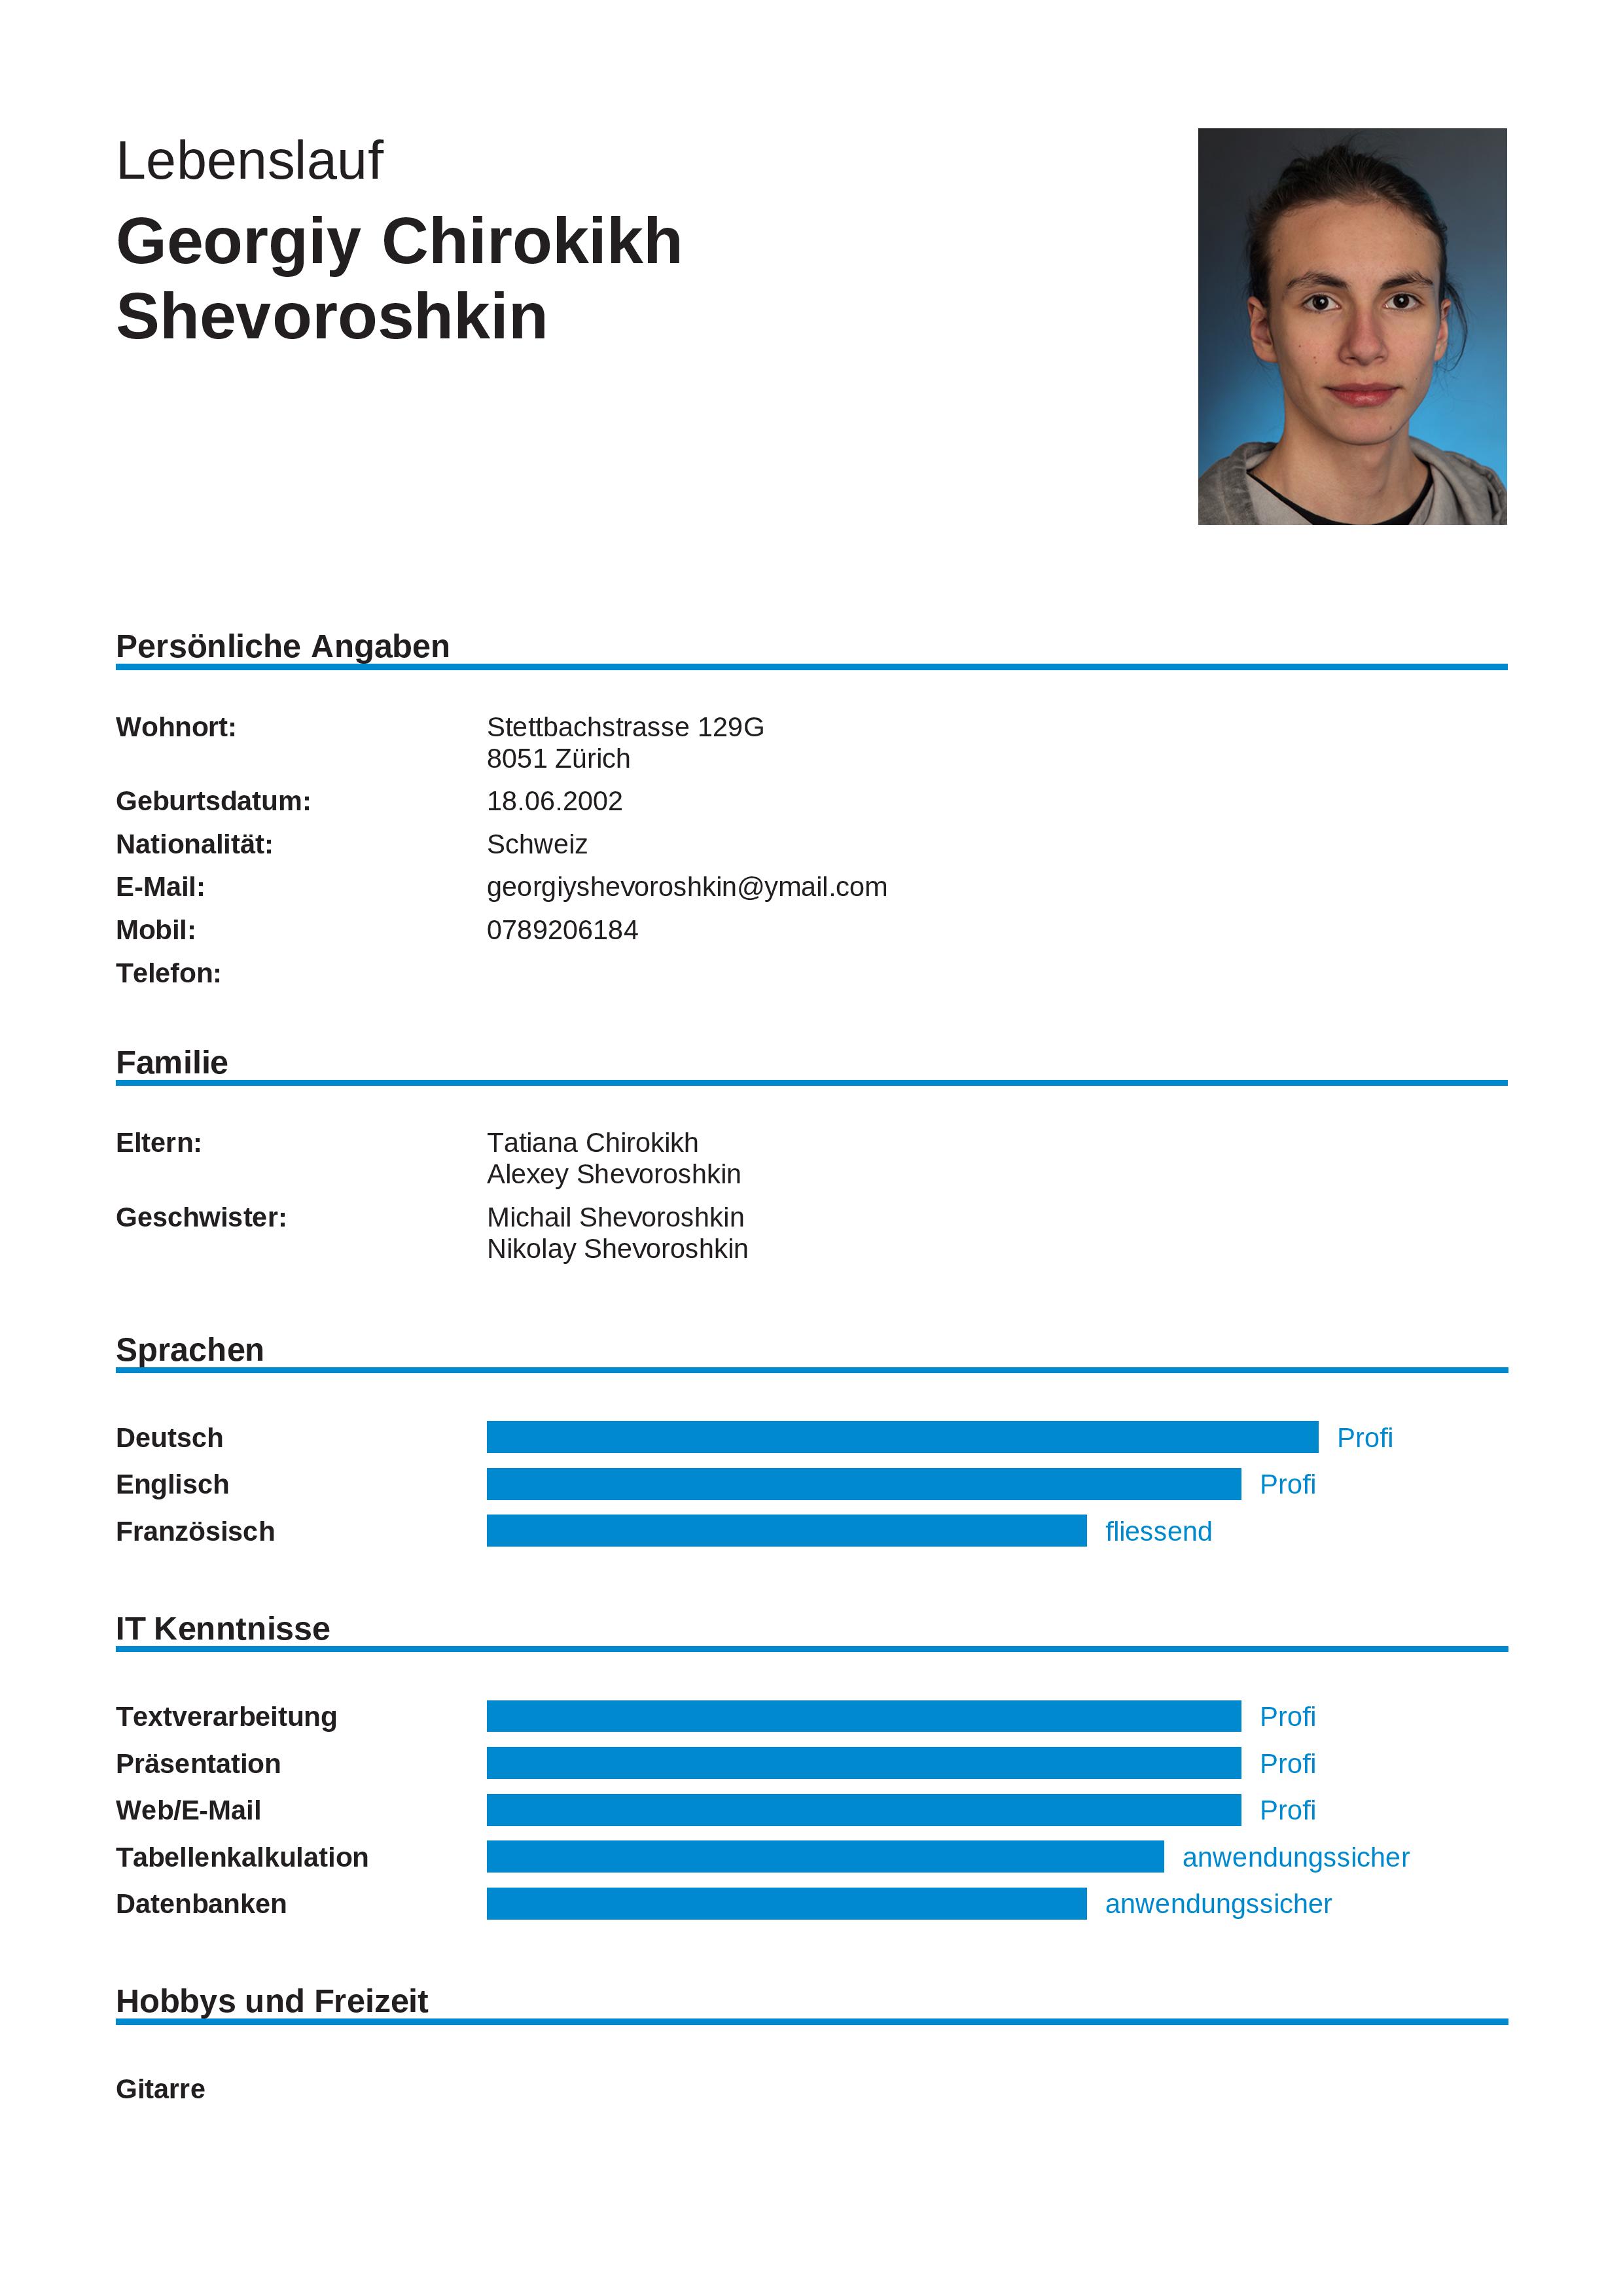 Lebenslauf
Georgiy Chirokikh
Shevoroshkin
Persönliche Angaben
Wohnort: Stettbachstrasse 129G
8051 Zürich
Geburtsdatum: 18.06.2002
Nationalität: Schweiz
E-Mail: georgiyshevoroshkin@ymail.com
Mobil: 0789206184
Telefon:
Familie
Eltern: Tatiana Chirokikh
Alexey Shevoroshkin
Geschwister: Michail Shevoroshkin
Nikolay Shevoroshkin
Sprachen
Deutsch Profi
Englisch Profi
Französisch fliessend
IT Kenntnisse
Textverarbeitung Profi
Präsentation Profi
Web/E-Mail Profi
Tabellenkalkulation anwendungssicher
Datenbanken anwendungssicher
Hobbys und Freizeit
Gitarre